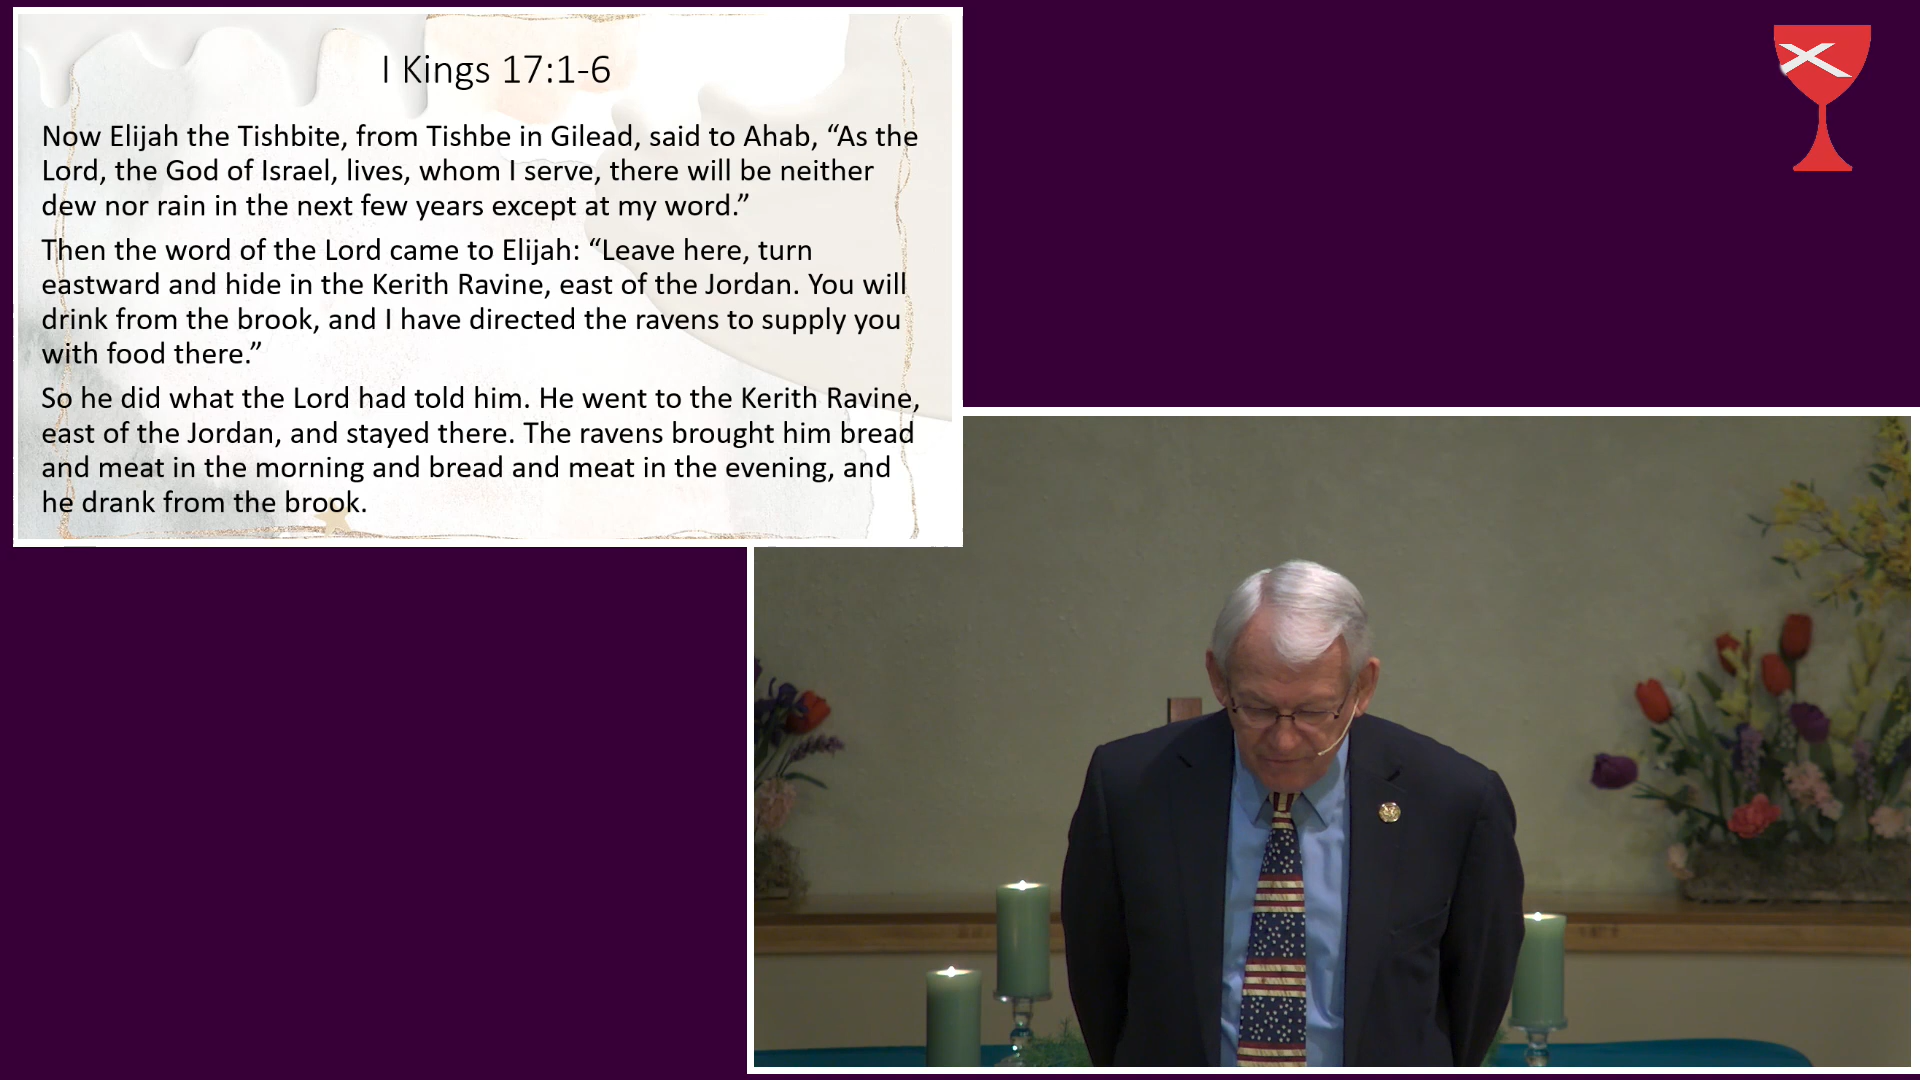 I Kings 17:1-6
Now Elijah the Tishbite, from Tishbe in Gilead, said to Ahab, “As the
Lord, the God of Israel, lives, whom I serve, there will be neither
dew nor rain in the next few years except at my word.”
Then the word of the Lord came to Elijah: “Leave here, turn
eastward and hide in the Kerith Ravine, east of the Jordan. You will
drink from the brook, and I have directed the ravens to supply you
with food there.”
So he did what the Lord had told him. He went to the Kerith Ravine,
east of the Jordan, and stayed there. The ravens brought him bread
and meat in the morning and bread and meat in the evening, and
he drank from the brook.